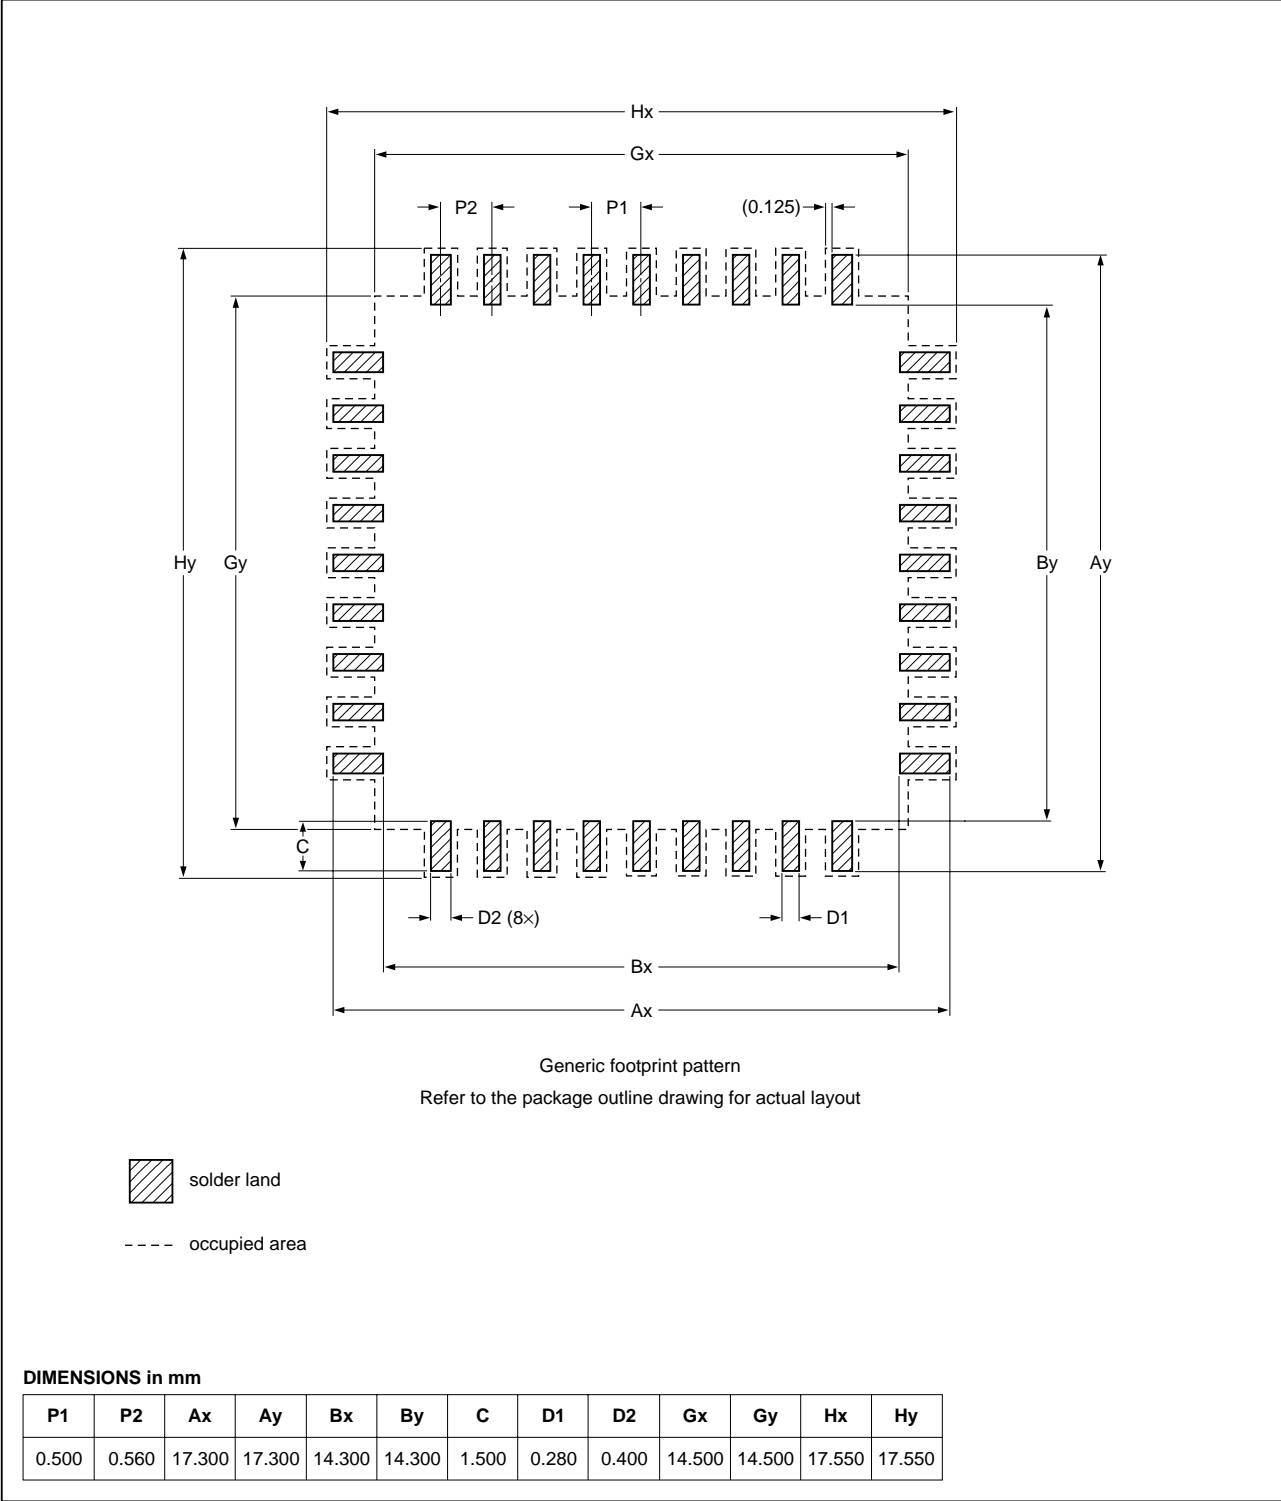 Hx
Gx
P2 P1 (0.125)
Hy Gy By Ay
C
D2 (8×) D1
Bx
Ax
Generic footprint pattern
Refer to the package outline drawing for actual layout
solder land
occupied area
DIMENSIONS in mm
P1 P2 Ax Ay Bx By C D1 D2 Gx Gy Hx Hy
0.500 0.560 17.300 17.300 14.300 14.300 1.500 0.280 0.400 14.500 14.500 17.550 17.550